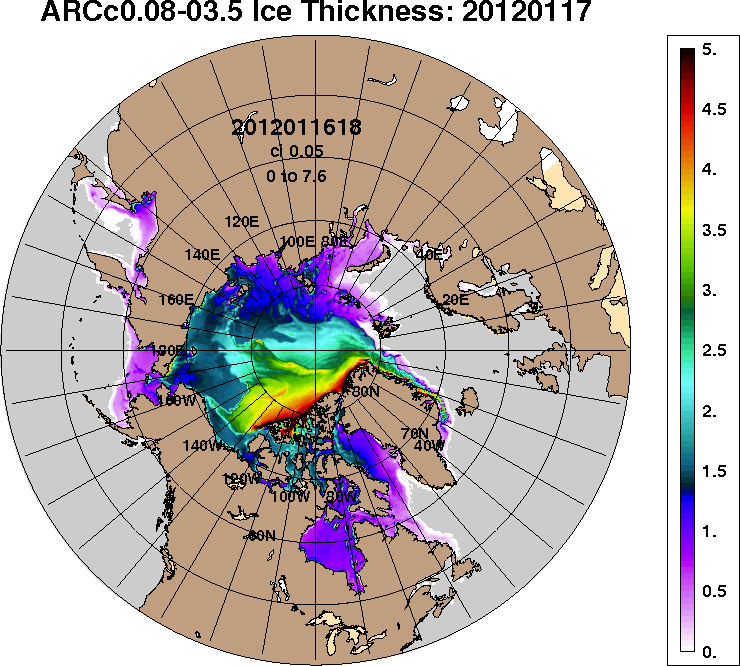 ARCc0.08-03.5 Ice Thickness: 20120117
2012011618
ci 0.05
0 to 7.6
120E
100E
80E
140E
40E
160E
20E
180E
160W
80N
140W
70N
40W
120W
100W
80W
60N
5.
4.5
4.
3.5
3.
2.5
2.
1.5
1.
0.5
0.